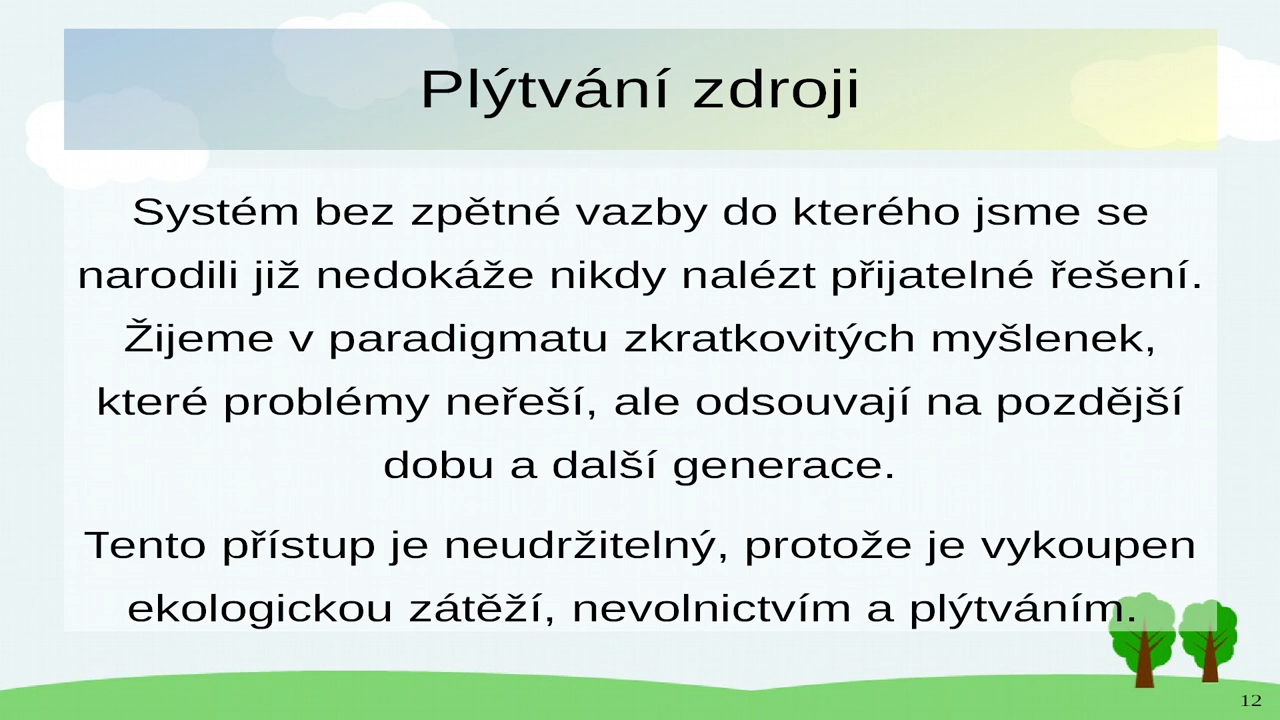 Plýtvání zdroji
Systém bez zpětné vazby do kterého jsme se
narodili již nedokáže nikdy nalézt přijatelné řešení.
Žijeme v paradigmatu zkratkovitých myšlenek,
které problémy neřeší, ale odsouvají na pozdější
dobu a další generace.
Tento přístup je neudržitelný, protože je vykoupen
ekologickou zátěží, nevolnictvím a plýtváním.
12